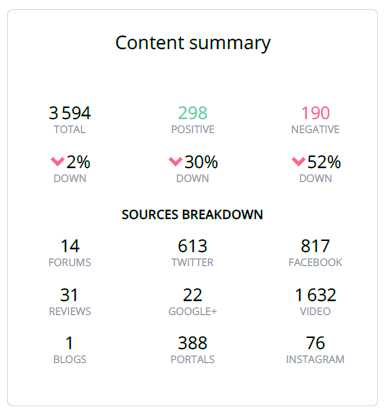 Content summary
3 594 298 190
TOTAL POSITIVE NEGATIVE
2% 30% 52%
DOWN DOWN DOWN
SOURCES BREAKDOWN
14 613 817
FORUMS TWITTER FACEBOOK
31 22 1 632
REVIEWS GOOGLE+ VIDEO
1 388 76
BLOGS PORTALS INSTAGRAM